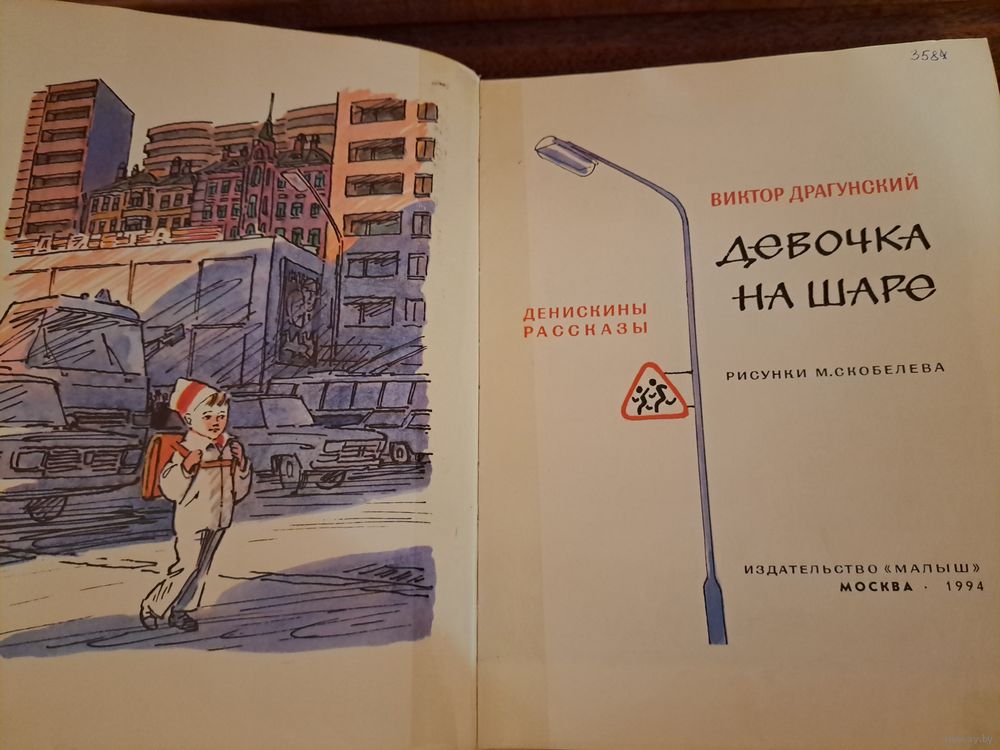 3584
ВИКТОР ДРАГУНСКИЙ
ДЕВОЧКА
НА ШАРЕ
ДЕНИСКИНЫ
РАССКАЗЫ
РИСУНКИ М.СКОБЕЛЕВА
ИЗДАТЕЛЬСТВО «МАЛЫШ»
МОСКВА · 1994